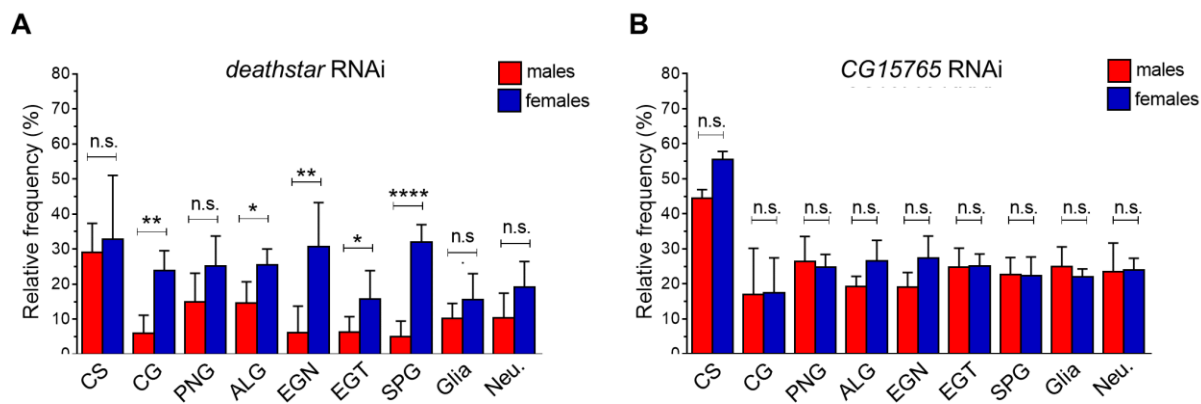 A
deathstar RNAi
males
females
Relative frequency (%)
80
70
60
50
40
30
20
10
0
n.s.
**
n.s.
*
**
*
****
n.s
n.s.
CS
CG
PNG
ALG
EGN
EGT
SPG
Glia
Neu.
B
CG15765 RNAi
males
females
Relative frequency (%)
80
70
60
50
40
30
20
10
0
n.s.
n.s.
n.s.
n.s.
n.s.
n.s.
n.s.
n.s.
n.s.
CS
CG
PNG
ALG
EGN
EGT
SPG
Glia
Neu.